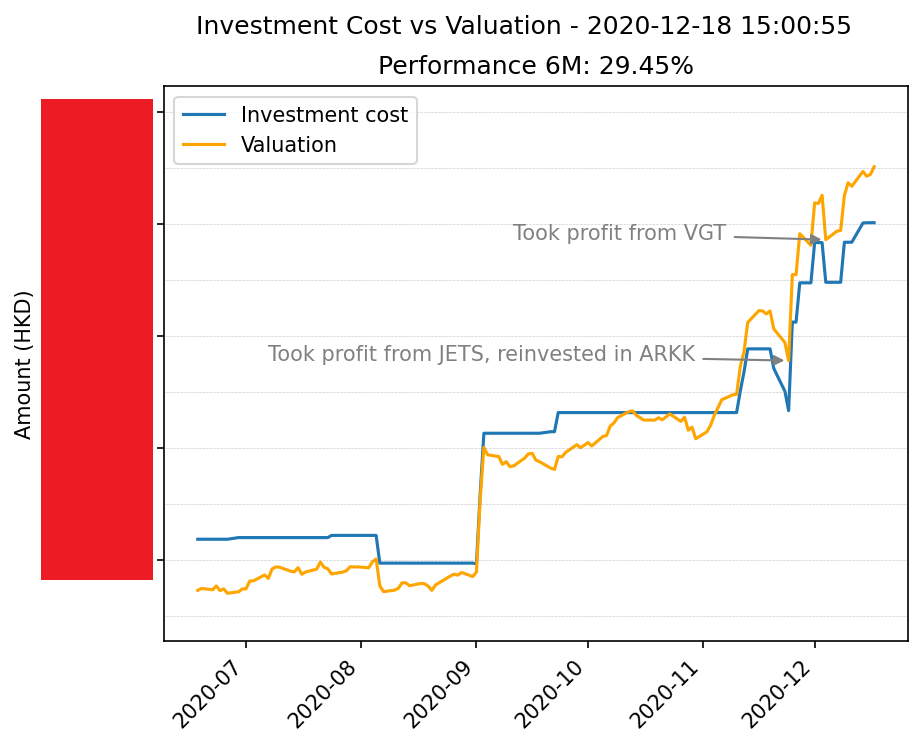 Investment Cost vs Valuation - 2020-12-18 15:00:55
Performance 6M: 29.45%
Investment cost
Valuation
Took profit from VGT
Took profit from JETS, reinvested in ARKK
Amount (HKD)
2020-07
2020-08
2020-09
2020-10
2020-11
2020-12